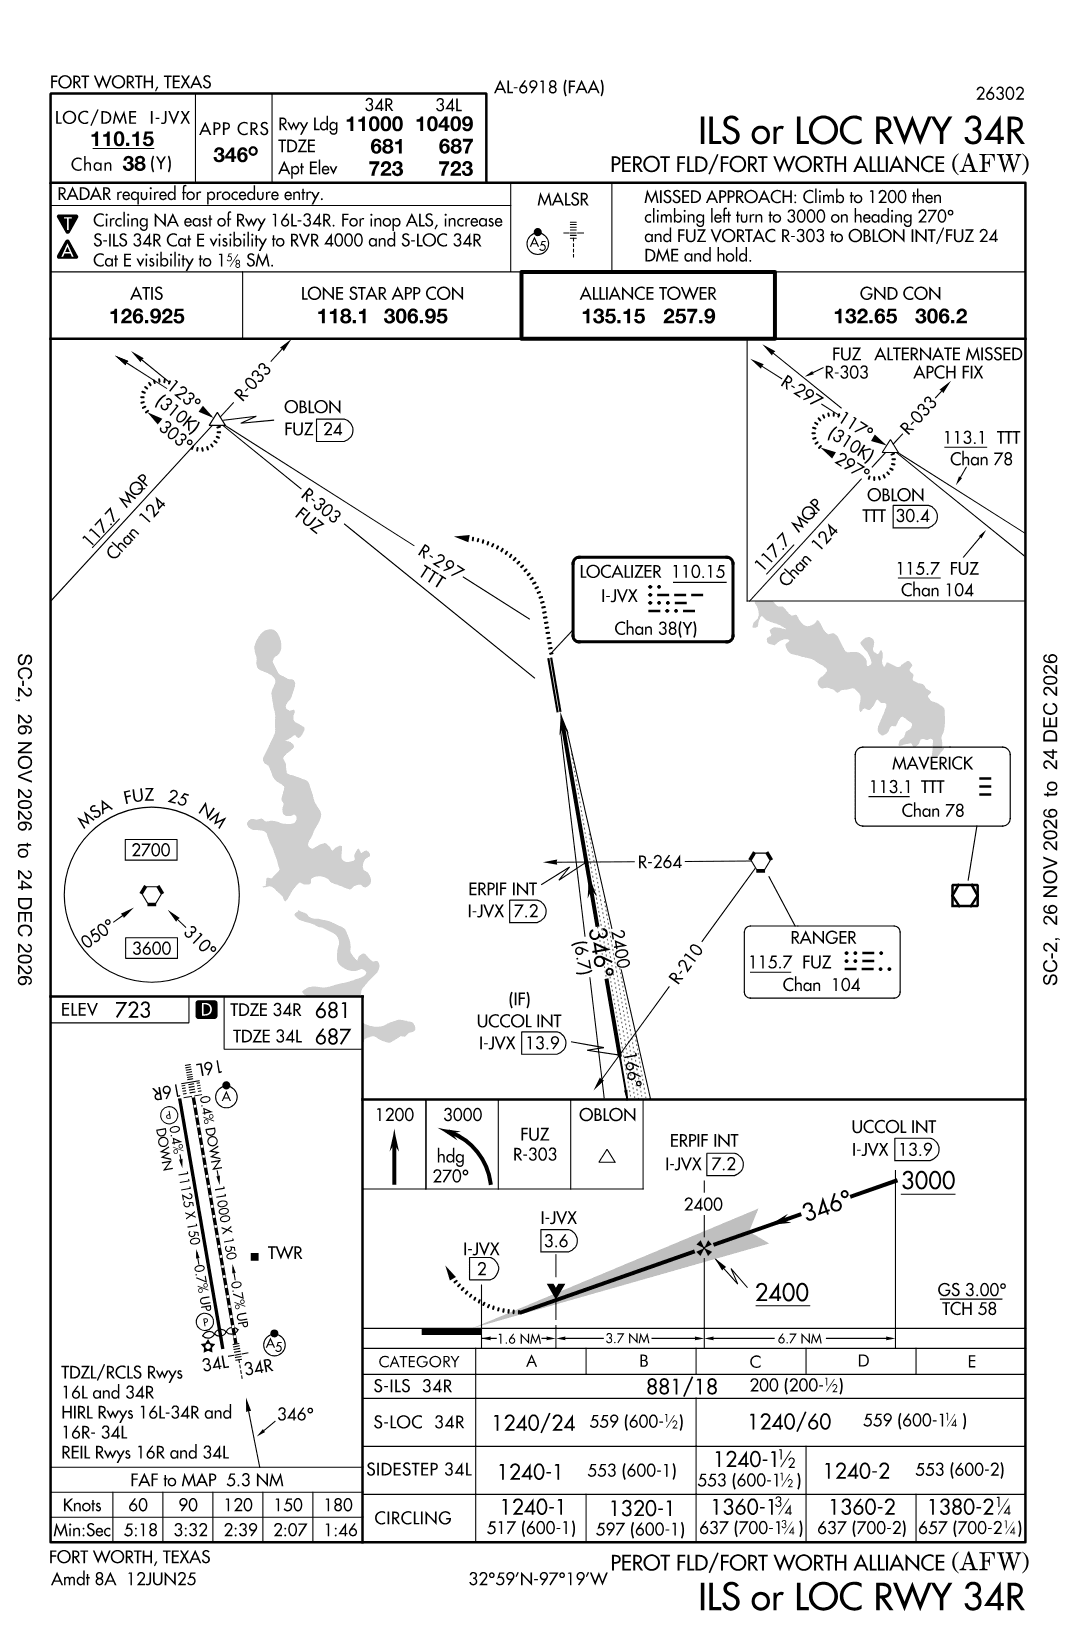 FORT WORTH, TEXAS
AL-6918 (FAA)
26302
LOC/DME I-JVX
110.15
Chan 38 (Y)
APP CRS
346°
34R 34L
Rwy Ldg 11000 10409
TDZE 681 687
Apt Elev 723 723
ILS or LOC RWY 34R
PEROT FLD/FORT WORTH ALLIANCE (AFW)
RADAR required for procedure entry.
T
A
Circling NA east of Rwy 16L-34R. For inop ALS, increase
S-ILS 34R Cat E visibility to RVR 4000 and S-LOC 34R
Cat E visibility to 1⅝ SM.
MALSR
A5
MISSED APPROACH: Climb to 1200 then
climbing left turn to 3000 on heading 270°
and FUZ VORTAC R-303 to OBLON INT/FUZ 24
DME and hold.
ATIS
126.925
LONE STAR APP CON
118.1 306.95
ALLIANCE TOWER
135.15 257.9
GND CON
132.65 306.2
R-033
123°
(310K)
303°
OBLON
FUZ 24
117.7 MQP
Chan 124
R-303
FUZ
R-297
TTT
FUZ
R-303
ALTERNATE MISSED
APCH FIX
R-297
117°
(310K)
297°
R-033
113.1 TTT
Chan 78
OBLON
TTT 30.4
117.7 MQP
Chan 124
115.7 FUZ
Chan 104
LOCALIZER 110.15
I-JVX
Chan 38(Y)
MAVERICK
113.1 TTT
Chan 78
MSA FUZ 25 NM
2700
050°
310°
3600
R-264
ERPIF INT
I-JVX 7.2
346°
(6.7)
2400
R-210
RANGER
115.7 FUZ
Chan 104
(IF)
UCCOL INT
I-JVX 13.9
166°
SC-2, 26 NOV 2026 to 24 DEC 2026
SC-2, 26 NOV 2026 to 24 DEC 2026
ELEV 723
D
TDZE 34R 681
TDZE 34L 687
16L
16R
A
P
0.4% DOWN
0.4%
DOWN
11125 X 150
11000 X 150
TWR
0.7% UP
0.7% UP
P
A5
34L
34R
346°
TDZL/RCLS Rwys
16L and 34R
HIRL Rwys 16L-34R and
16R- 34L
REIL Rwys 16R and 34L
FAF to MAP 5.3 NM
Knots 60 90 120 150 180
Min:Sec 5:18 3:32 2:39 2:07 1:46
1200
3000
hdg
270°
FUZ
R-303
OBLON
ERPIF INT
I-JVX 7.2
2400
UCCOL INT
I-JVX 13.9
3000
346°
I-JVX
3.6
I-JVX
2
2400
GS 3.00°
TCH 58
1.6 NM
3.7 NM
6.7 NM
CATEGORY A B C D E
S-ILS 34R 881/18 200 (200-½)
S-LOC 34R 1240/24 559 (600-½) 1240/60 559 (600-1¼)
SIDESTEP 34L 1240-1 553 (600-1) 1240-1½ 553 (600-1½) 1240-2 553 (600-2)
CIRCLING 1240-1 1320-1 1360-1¾ 1360-2 1380-2¼
517 (600-1) 597 (600-1) 637 (700-1¾) 637 (700-2) 657 (700-2¼)
FORT WORTH, TEXAS
Amdt 8A 12JUN25
32°59'N-97°19'W
PEROT FLD/FORT WORTH ALLIANCE (AFW)
ILS or LOC RWY 34R